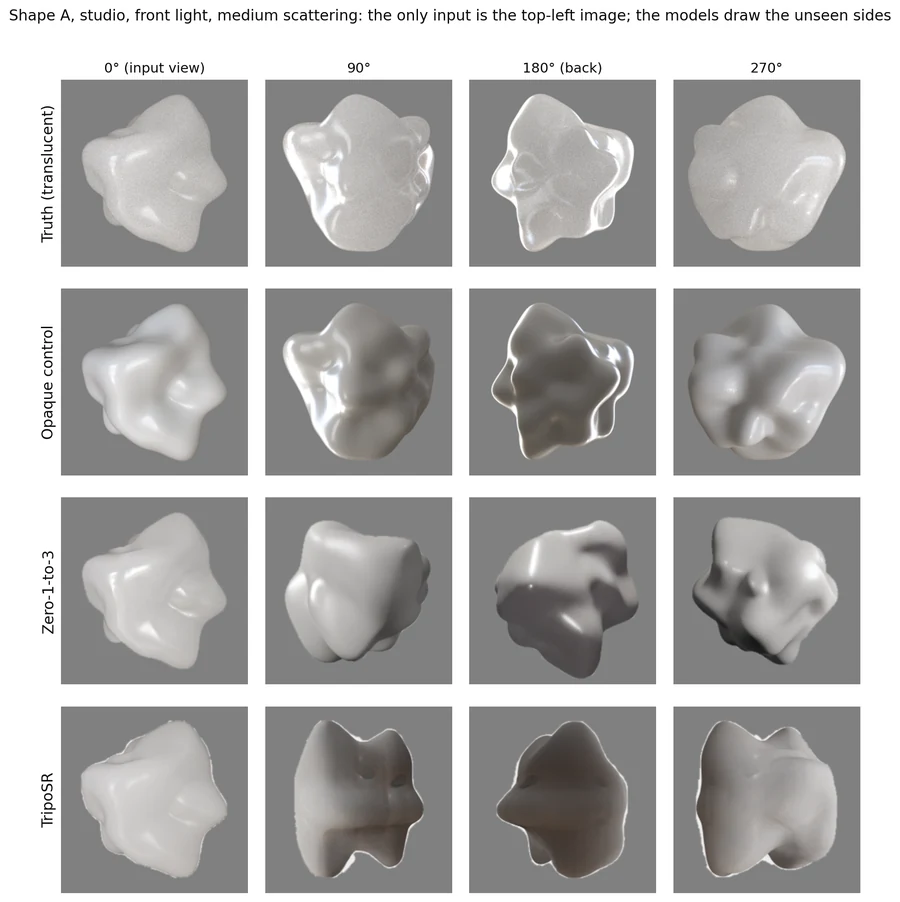 Shape A, studio, front light, medium scattering: the only input is the top-left image; the models draw the unseen sides
0° (input view)
90°
180° (back)
270°
Truth (translucent)
Opaque control
Zero-1-to-3
TripoSR